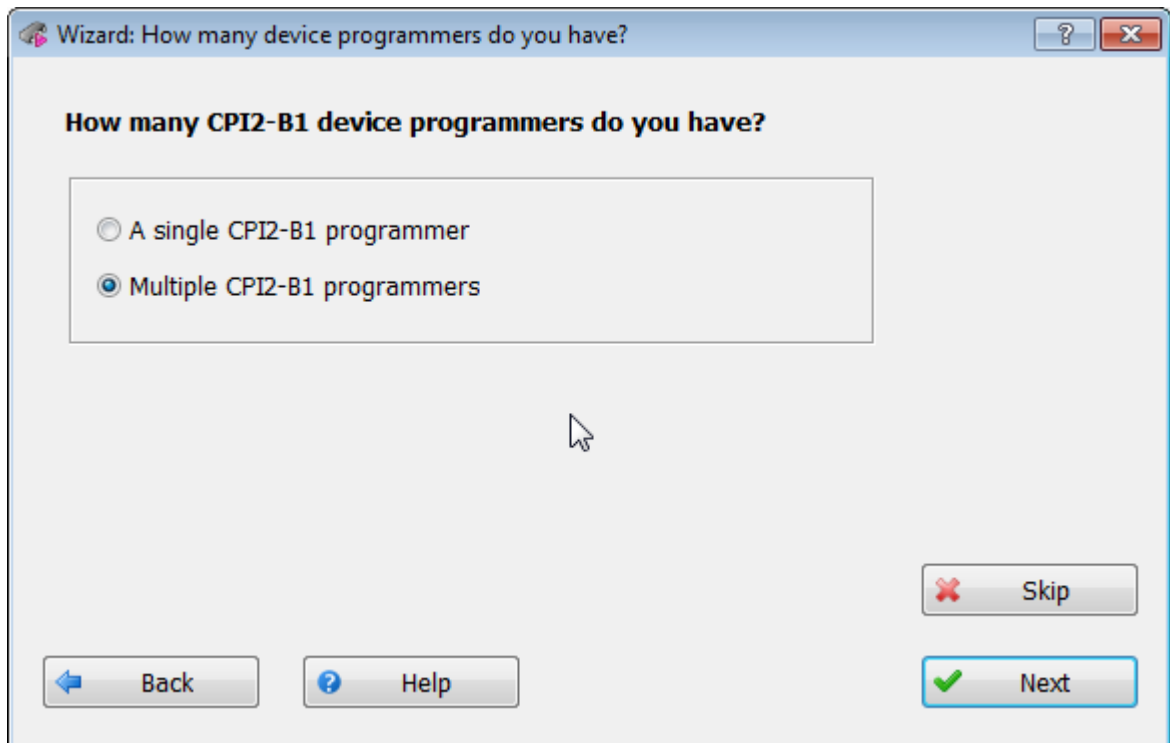 Wizard: How many device programmers do you have?
How many CPI2-B1 device programmers do you have?
A single CPI2-B1 programmer
Multiple CPI2-B1 programmers
Skip
Back Help Next